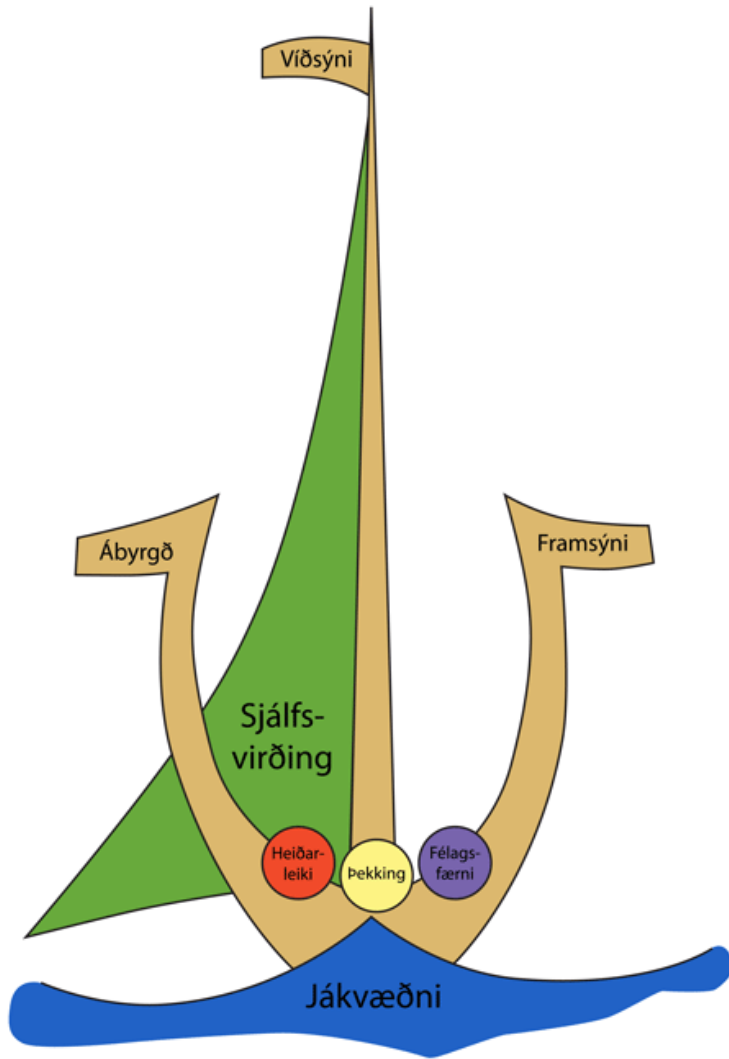 Víðsýni
Ábyrgð
Framsýni
Sjálfs-
virðing
Heiðar-
leiki
Þekking
Félags-
færni
Jákvæðni